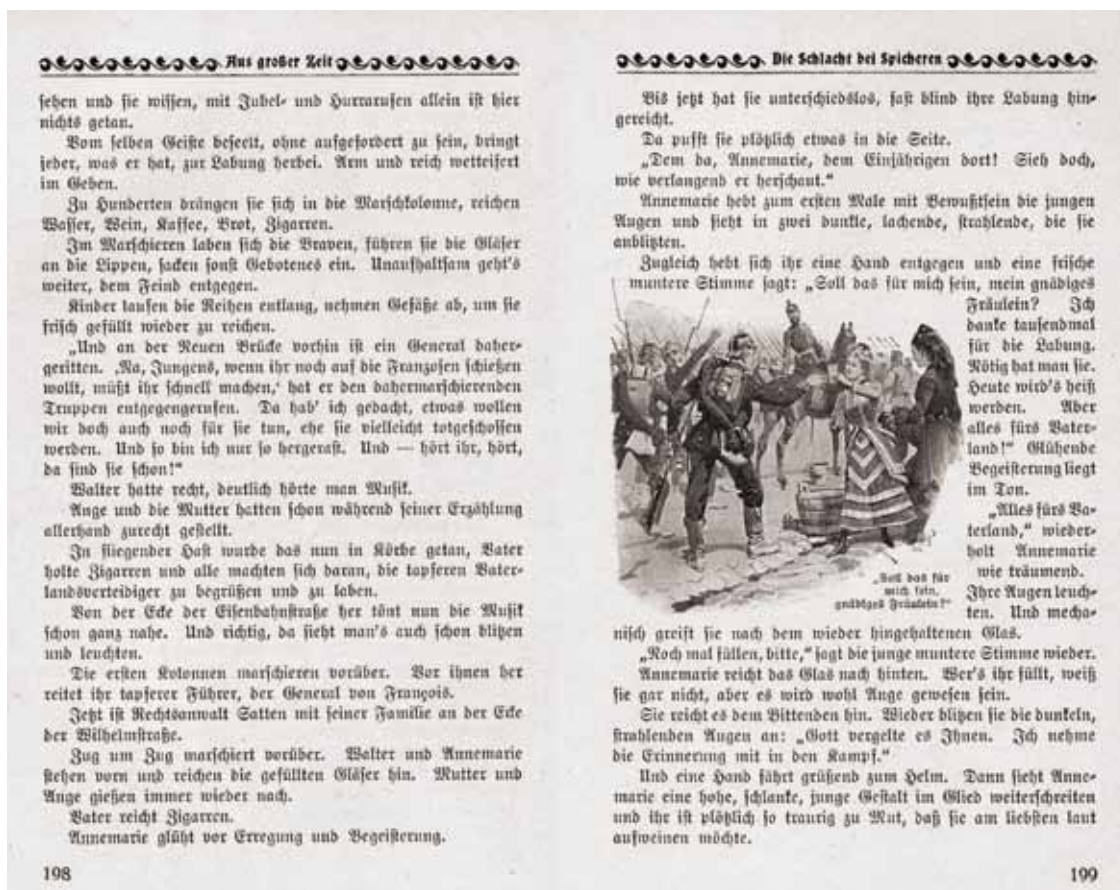 Aus großer Zeit
sehen und sie wissen, mit Jubel- und Hurrarufen allein ist hier
nichts getan.
Vom selben Geiste beseelt, ohne aufgefordert zu sein, bringt
jeder, was er hat, zur Labung herbei. Arm und reich wetteifert
im Geben.
Zu Hunderten drängen sie sich in die Marschkolonne, reichen
Wasser, Wein, Kaffee, Brot, Zigarren.
Im Marschieren laben sich die Braven, führen sie die Gläser
an die Lippen, sacken sonst Gebotenes ein. Unaufhaltsam geht's
weiter, dem Feind entgegen.
Kinder laufen die Reihen entlang, nehmen Gefäße ab, um sie
frisch gefüllt wieder zu reichen.
„Und an der Neuen Brücke vorhin ist ein General daher-
geritten. ‚Na, Jungens, wenn ihr noch auf die Franzosen schießen
wollt, müßt ihr schnell machen,‘ hat er den dahermarschierenden
Truppen entgegengerufen. Da hab' ich gedacht, etwas wollen
wir doch auch noch für sie tun, ehe sie vielleicht totgeschossen
werden. Und so bin ich nur so hergerast. Und — hört ihr, hört,
da sind sie schon!“
Walter hatte recht, deutlich hörte man Musik.
Ange und die Mutter hatten schon während seiner Erzählung
allerhand zurecht gestellt.
In fliegender Hast wurde das nun in Körbe getan, Vater
holte Zigarren und alle machten sich daran, die tapferen Vater-
landsverteidiger zu begrüßen und zu laben.
Von der Ecke der Eisenbahnstraße her tönt nun die Musik
schon ganz nahe. Und richtig, da sieht man's auch schon blitzen
und leuchten.
Die ersten Kolonnen marschieren vorüber. Vor ihnen her
reitet ihr tapferer Führer, der General von François.
Jetzt ist Rechtsanwalt Satten mit seiner Familie an der Ecke
der Wilhelmstraße.
Zug um Zug marschiert vorüber. Walter und Annemarie
stehen vorn und reichen die gefüllten Gläser hin. Mutter und
Ange gießen immer wieder nach.
Vater reicht Zigarren.
Annemarie glüht vor Erregung und Begeisterung.
198
Die Schlacht bei Spicheren
Bis jetzt hat sie unterschiedslos, fast blind ihre Labung hin-
gereicht.
Da pufft sie plötzlich etwas in die Seite.
„Dem da, Annemarie, dem Einjährigen dort! Sieh doch,
wie verlangend er herschaut.“
Annemarie hebt zum ersten Male mit Bewußtsein die jungen
Augen und sieht in zwei dunkle, lachende, strahlende, die sie
anblitzten.
Zugleich hebt sich ihr eine Hand entgegen und eine frische
muntere Stimme sagt: „Soll das für mich sein, mein gnädiges
Fräulein? Ich
danke tausendmal
für die Labung.
Nötig hat man sie.
Heute wird's heiß
werden. Aber
alles fürs Vater-
land!“ Glühende
Begeisterung liegt
im Ton.
„Alles fürs Va-
terland,“ wieder-
holt Annemarie
wie träumend.
Ihre Augen leuch-
ten. Und mecha-
„Soll das für
mich sein,
gnädiges Fräulein?“
nisch greift sie nach dem wieder hingehaltenen Glas.
„Noch mal füllen, bitte,“ sagt die junge muntere Stimme wieder.
Annemarie reicht das Glas nach hinten. Wer's ihr füllt, weiß
sie gar nicht, aber es wird wohl Ange gewesen sein.
Sie reicht es dem Bittenden hin. Wieder blitzen sie die dunkeln,
strahlenden Augen an: „Gott vergelte es Ihnen. Ich nehme
die Erinnerung mit in den Kampf.“
Und eine Hand fährt grüßend zum Helm. Dann sieht Anne-
marie eine hohe, schlanke, junge Gestalt im Glied weiterschreiten
und ihr ist plötzlich so traurig zu Mut, daß sie am liebsten laut
aufweinen möchte.
199